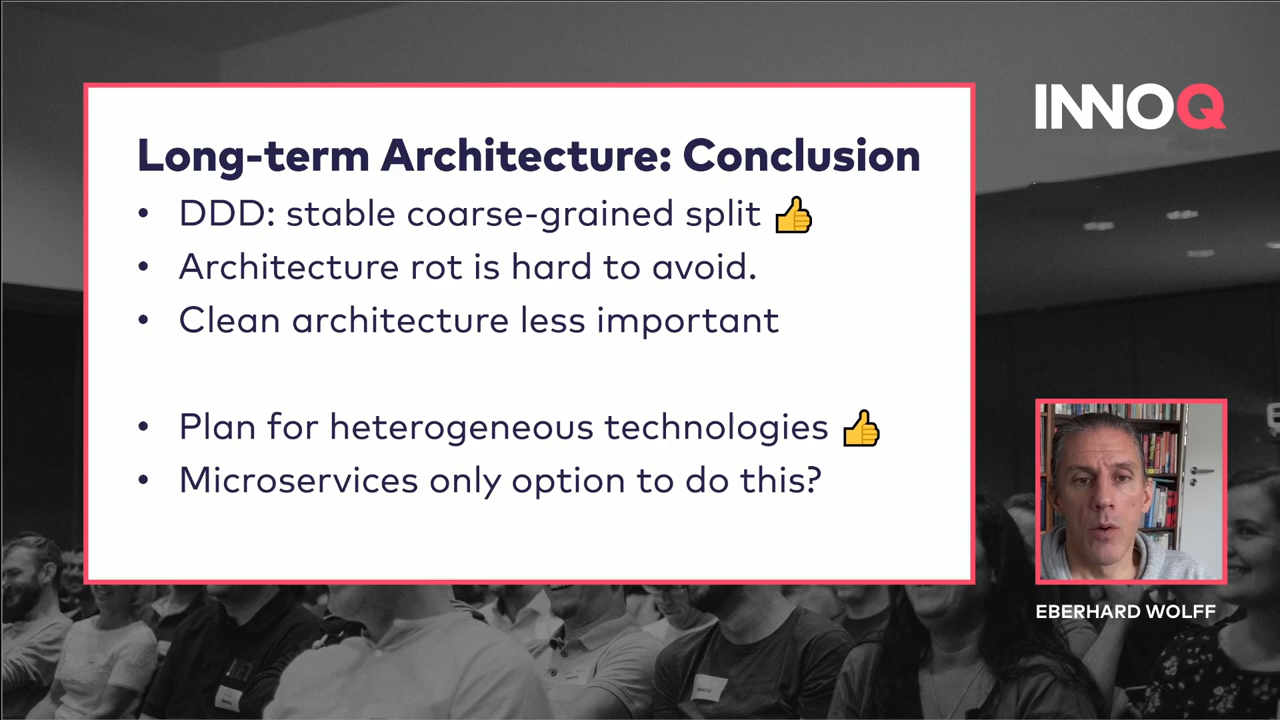 INNOQ
Long-term Architecture: Conclusion
• DDD: stable coarse-grained split 👍
• Architecture rot is hard to avoid.
• Clean architecture less important
• Plan for heterogeneous technologies 👍
• Microservices only option to do this?
EBERHARD WOLFF